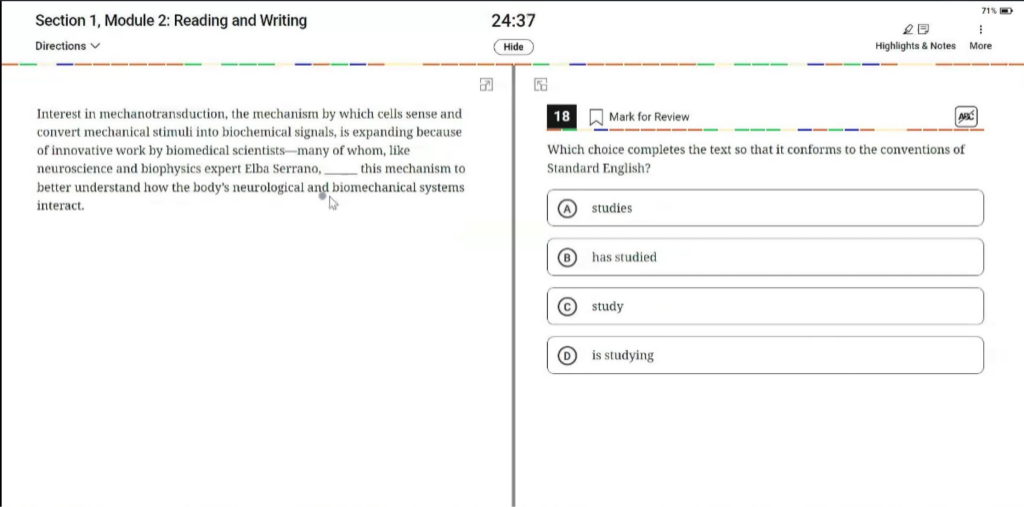 Section 1, Module 2: Reading and Writing
24:37
71%
Directions
Hide
Highlights & Notes
More
Interest in mechanotransduction, the mechanism by which cells sense and
convert mechanical stimuli into biochemical signals, is expanding because
of innovative work by biomedical scientists—many of whom, like
neuroscience and biophysics expert Elba Serrano, _____ this mechanism to
better understand how the body's neurological and biomechanical systems
interact.
18
Mark for Review
ABC
Which choice completes the text so that it conforms to the conventions of
Standard English?
A studies
B has studied
C study
D is studying